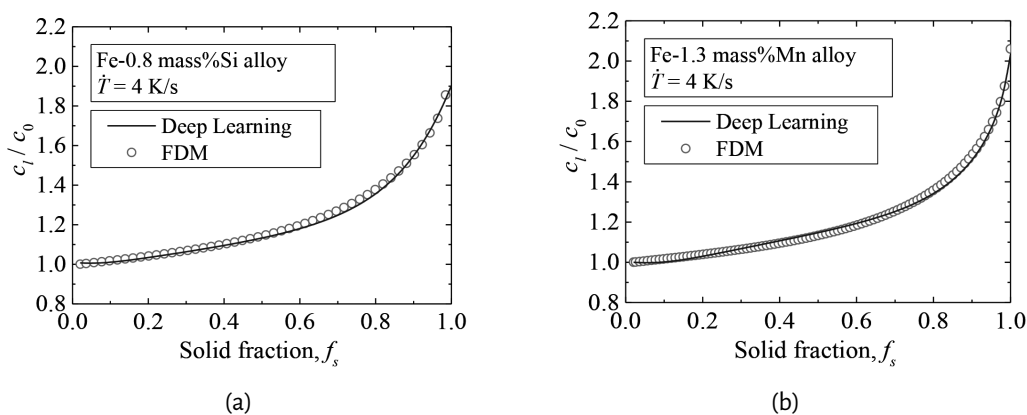 2.2
2.0
1.8
1.6
1.4
1.2
1.0
0.8
c_l / c_0
Fe-0.8 mass%Si alloy
Ṫ = 4 K/s
Deep Learning
FDM
0.0 0.2 0.4 0.6 0.8 1.0
Solid fraction, f_s
(a)
2.2
2.0
1.8
1.6
1.4
1.2
1.0
0.8
c_l / c_0
Fe-1.3 mass%Mn alloy
Ṫ = 4 K/s
Deep Learning
FDM
0.0 0.2 0.4 0.6 0.8 1.0
Solid fraction, f_s
(b)